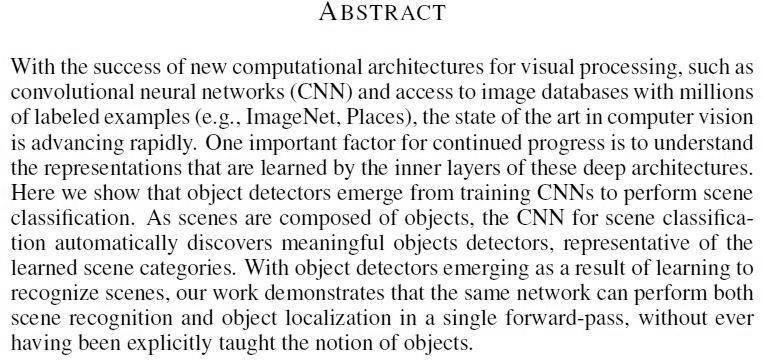 ABSTRACT
With the success of new computational architectures for visual processing, such as
convolutional neural networks (CNN) and access to image databases with millions
of labeled examples (e.g., ImageNet, Places), the state of the art in computer vision
is advancing rapidly. One important factor for continued progress is to understand
the representations that are learned by the inner layers of these deep architectures.
Here we show that object detectors emerge from training CNNs to perform scene
classification. As scenes are composed of objects, the CNN for scene classifica-
tion automatically discovers meaningful objects detectors, representative of the
learned scene categories. With object detectors emerging as a result of learning to
recognize scenes, our work demonstrates that the same network can perform both
scene recognition and object localization in a single forward-pass, without ever
having been explicitly taught the notion of objects.